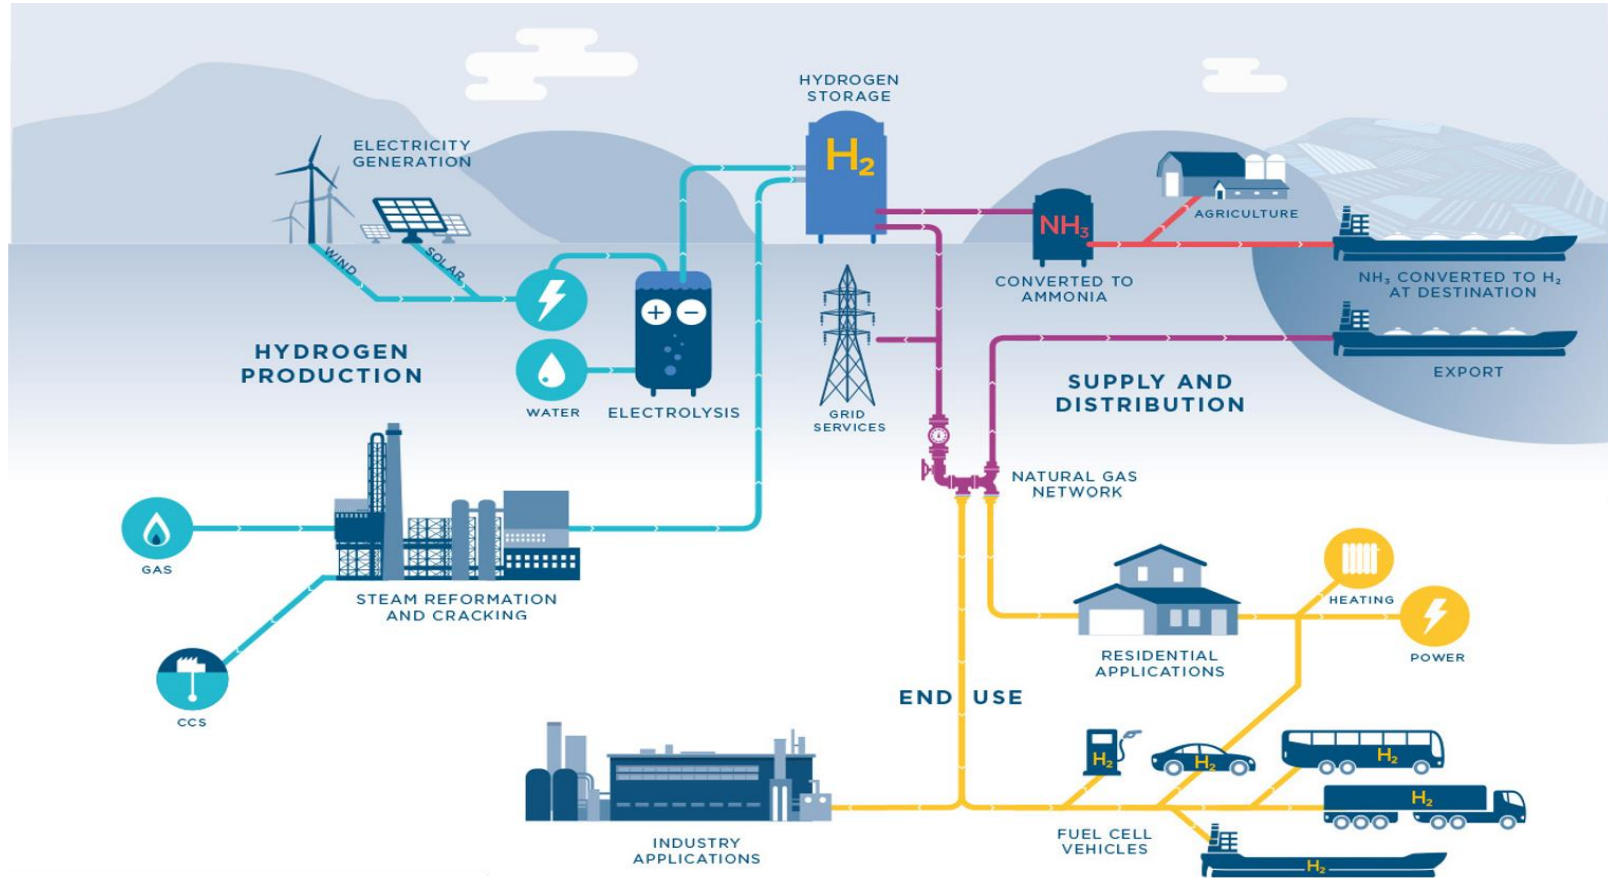 HYDROGEN
STORAGE
H₂
ELECTRICITY
GENERATION
WIND
SOLAR
HYDROGEN
PRODUCTION
WATER
+ −
ELECTROLYSIS
GAS
STEAM REFORMATION
AND CRACKING
CCS
NH₃
CONVERTED TO
AMMONIA
AGRICULTURE
NH₃ CONVERTED TO H₂
AT DESTINATION
EXPORT
GRID
SERVICES
SUPPLY AND
DISTRIBUTION
NATURAL GAS
NETWORK
HEATING
POWER
RESIDENTIAL
APPLICATIONS
END USE
INDUSTRY
APPLICATIONS
H₂
H₂
H₂
H₂
FUEL CELL
VEHICLES
H₂